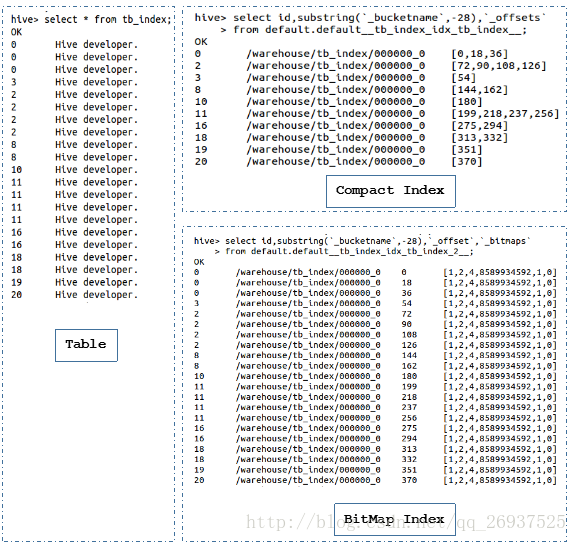 hive> select * from tb_index;
OK
0 Hive developer.
0 Hive developer.
0 Hive developer.
3 Hive developer.
2 Hive developer.
2 Hive developer.
2 Hive developer.
2 Hive developer.
8 Hive developer.
8 Hive developer.
10 Hive developer.
11 Hive developer.
11 Hive developer.
11 Hive developer.
11 Hive developer.
16 Hive developer.
16 Hive developer.
18 Hive developer.
18 Hive developer.
19 Hive developer.
20 Hive developer.
Table
hive> select id,substring(`_bucketname`,-28),`_offsets`
> from default.default__tb_index_idx_tb_index__;
OK
0 /warehouse/tb_index/000000_0 [0,18,36]
2 /warehouse/tb_index/000000_0 [72,90,108,126]
3 /warehouse/tb_index/000000_0 [54]
8 /warehouse/tb_index/000000_0 [144,162]
10 /warehouse/tb_index/000000_0 [180]
11 /warehouse/tb_index/000000_0 [199,218,237,256]
16 /warehouse/tb_index/000000_0 [275,294]
18 /warehouse/tb_index/000000_0 [313,332]
19 /warehouse/tb_index/000000_0 [351]
20 /warehouse/tb_index/000000_0 [370]
Compact Index
hive> select id,substring(`_bucketname`,-28),`_offset`,`_bitmaps`
> from default.default__tb_index_idx_tb_index_2__;
OK
0 /warehouse/tb_index/000000_0 0 [1,2,4,8589934592,1,0]
0 /warehouse/tb_index/000000_0 18 [1,2,4,8589934592,1,0]
0 /warehouse/tb_index/000000_0 36 [1,2,4,8589934592,1,0]
3 /warehouse/tb_index/000000_0 54 [1,2,4,8589934592,1,0]
2 /warehouse/tb_index/000000_0 72 [1,2,4,8589934592,1,0]
2 /warehouse/tb_index/000000_0 90 [1,2,4,8589934592,1,0]
2 /warehouse/tb_index/000000_0 108 [1,2,4,8589934592,1,0]
2 /warehouse/tb_index/000000_0 126 [1,2,4,8589934592,1,0]
8 /warehouse/tb_index/000000_0 144 [1,2,4,8589934592,1,0]
8 /warehouse/tb_index/000000_0 162 [1,2,4,8589934592,1,0]
10 /warehouse/tb_index/000000_0 180 [1,2,4,8589934592,1,0]
11 /warehouse/tb_index/000000_0 199 [1,2,4,8589934592,1,0]
11 /warehouse/tb_index/000000_0 218 [1,2,4,8589934592,1,0]
11 /warehouse/tb_index/000000_0 237 [1,2,4,8589934592,1,0]
11 /warehouse/tb_index/000000_0 256 [1,2,4,8589934592,1,0]
16 /warehouse/tb_index/000000_0 275 [1,2,4,8589934592,1,0]
16 /warehouse/tb_index/000000_0 294 [1,2,4,8589934592,1,0]
18 /warehouse/tb_index/000000_0 313 [1,2,4,8589934592,1,0]
18 /warehouse/tb_index/000000_0 332 [1,2,4,8589934592,1,0]
19 /warehouse/tb_index/000000_0 351 [1,2,4,8589934592,1,0]
20 /warehouse/tb_index/000000_0 370 [1,2,4,8589934592,1,0]
BitMap Index
http://blog.csdn.net/qq_26937525